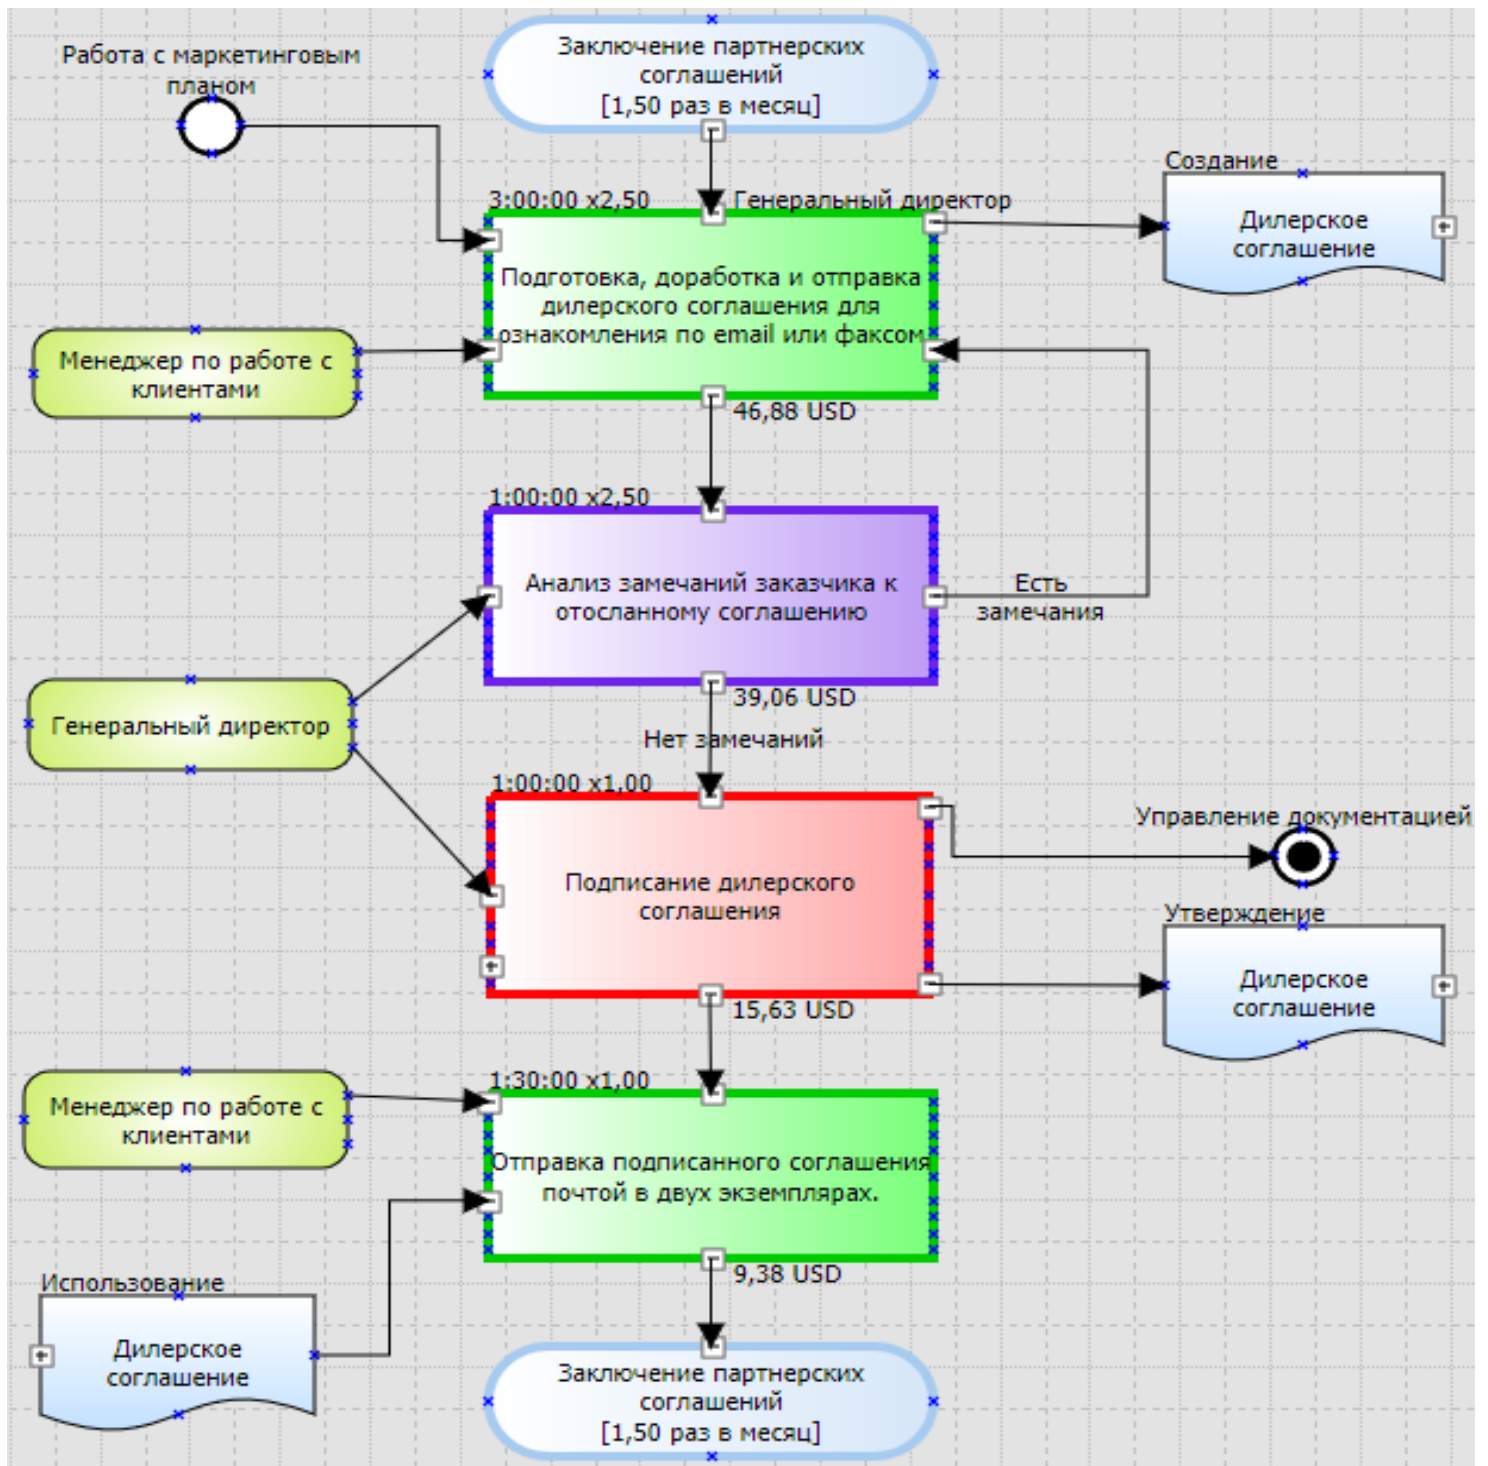 Работа с маркетинговым
планом
Заключение партнерских
соглашений
[1,50 раз в месяц]
3:00:00 x2,50
Генеральный директор
Подготовка, доработка и отправка
дилерского соглашения для
ознакомления по email или факсом
46,88 USD
Создание
Дилерское
соглашение
Менеджер по работе с
клиентами
1:00:00 x2,50
Анализ замечаний заказчика к
отосланному соглашению
39,06 USD
Есть
замечания
Генеральный директор
Нет замечаний
1:00:00 x1,00
Подписание дилерского
соглашения
15,63 USD
Управление документацией
Утверждение
Дилерское
соглашение
Менеджер по работе с
клиентами
1:30:00 x1,00
Отправка подписанного соглашения
почтой в двух экземплярах.
9,38 USD
Использование
Дилерское
соглашение
Заключение партнерских
соглашений
[1,50 раз в месяц]